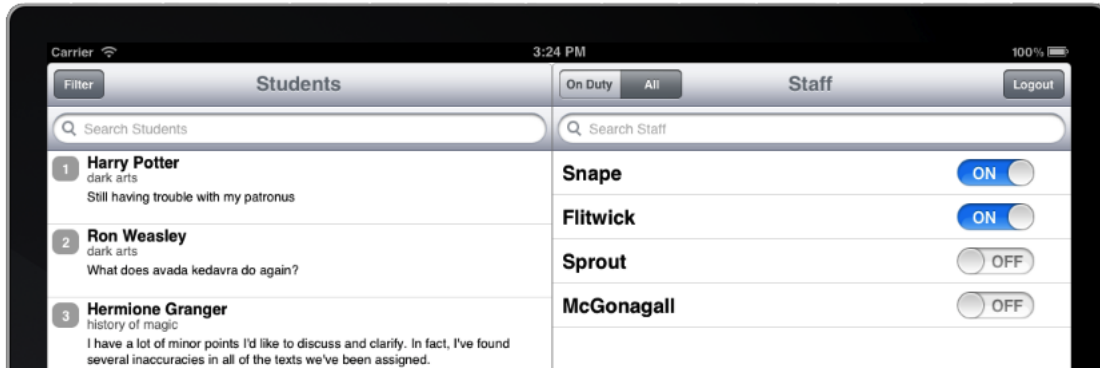 Carrier 3:24 PM 100%
Filter Students On Duty All Staff Logout
Search Students
Search Staff
1 Harry Potter
dark arts
Still having trouble with my patronus
2 Ron Weasley
dark arts
What does avada kedavra do again?
3 Hermione Granger
history of magic
I have a lot of minor points I'd like to discuss and clarify. In fact, I've found
several inaccuracies in all of the texts we've been assigned.
Snape ON
Flitwick ON
Sprout OFF
McGonagall OFF